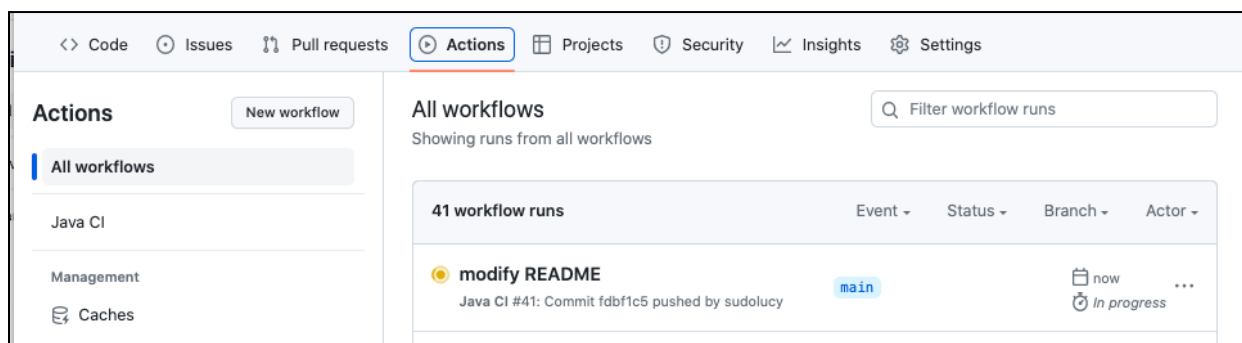 Code Issues Pull requests Actions Projects Security Insights Settings
Actions
New workflow
All workflows
Java CI
Management
Caches
All workflows
Showing runs from all workflows
Filter workflow runs
41 workflow runs
Event Status Branch Actor
modify README
Java CI #41: Commit fdbf1c5 pushed by sudolucy
main
now
In progress